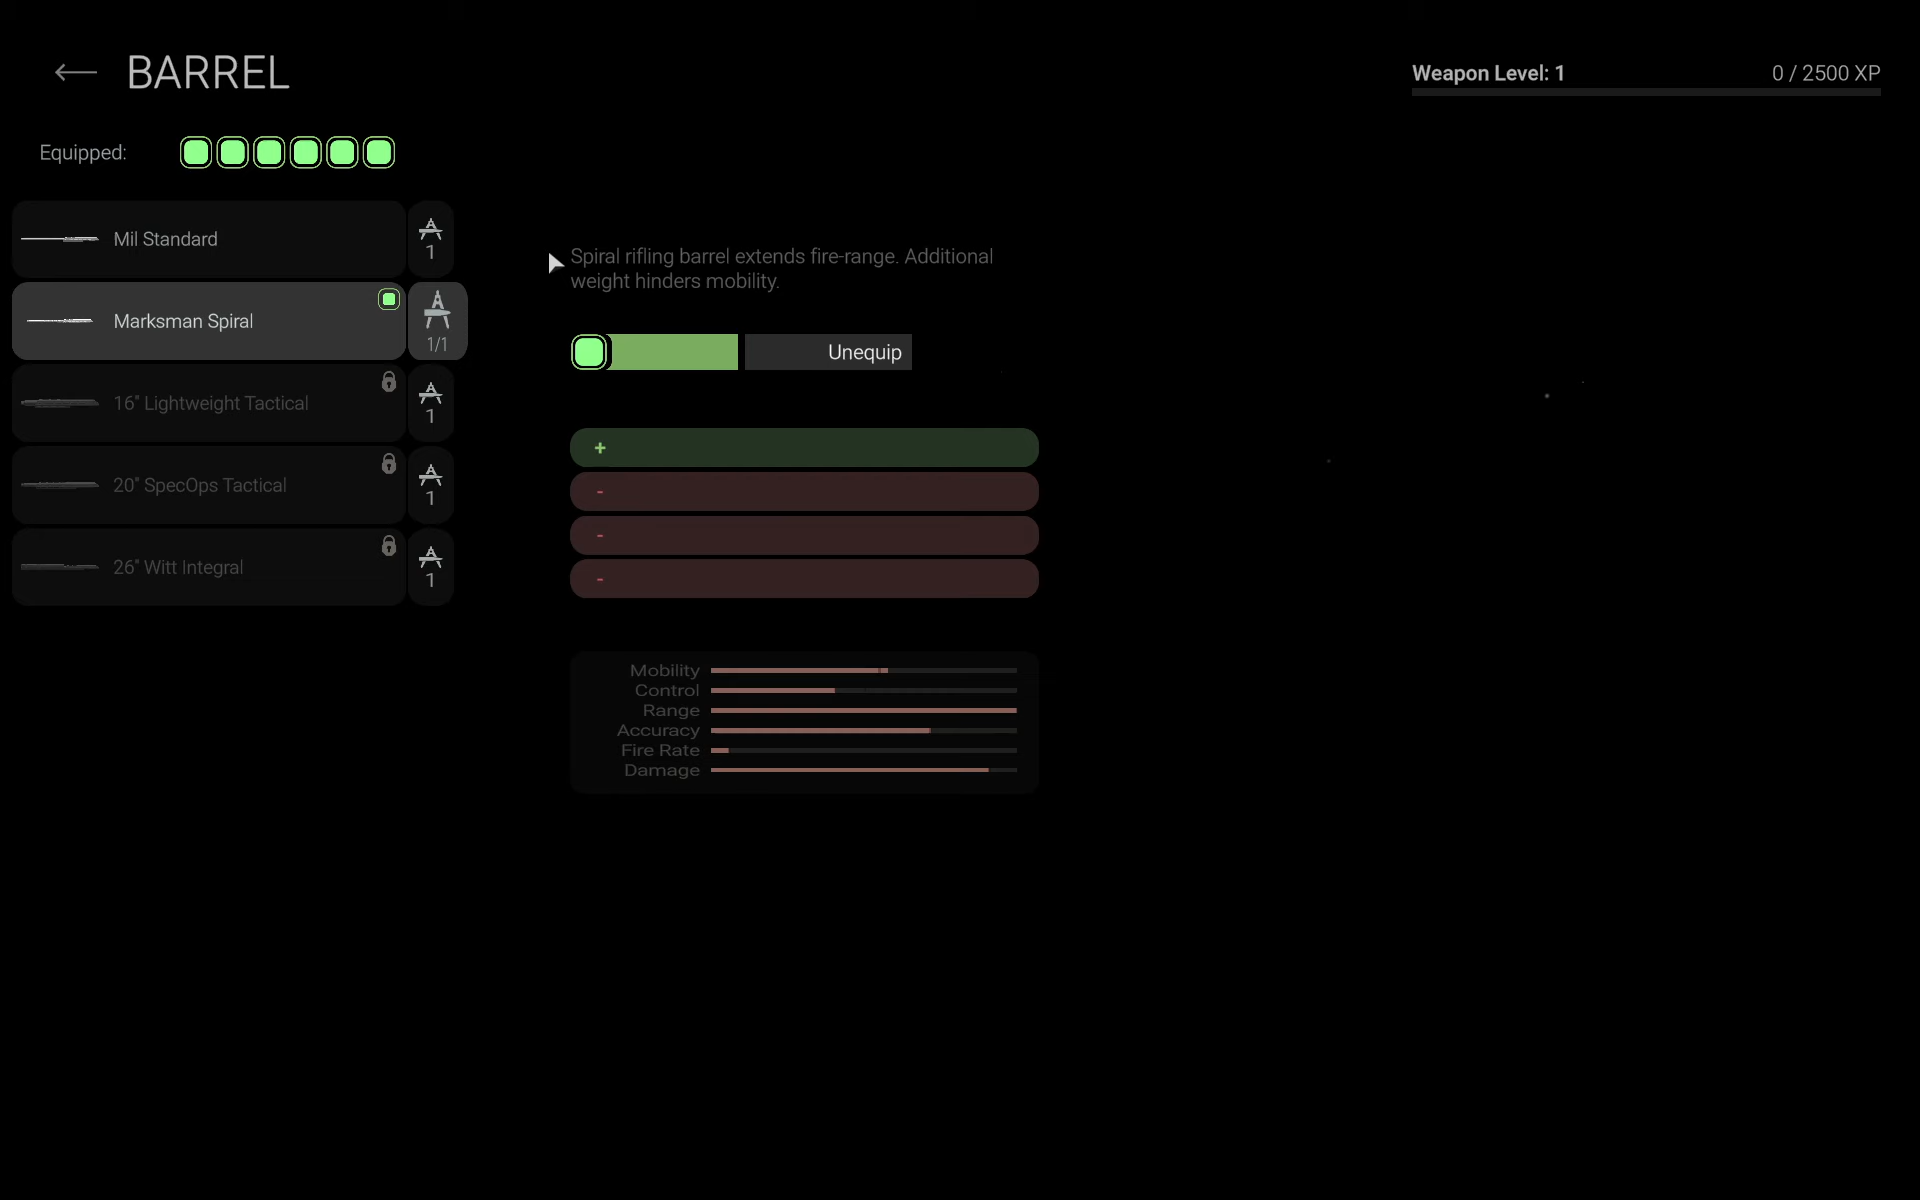 BARREL
Weapon Level: 1
0 / 2500 XP
Equipped:
Mil Standard
1
Marksman Spiral
1/1
16" Lightweight Tactical
1
20" SpecOps Tactical
1
26" Witt Integral
1
Spiral rifling barrel extends fire-range. Additional
weight hinders mobility.
Unequip
+
-
-
-
Mobility
Control
Range
Accuracy
Fire Rate
Damage